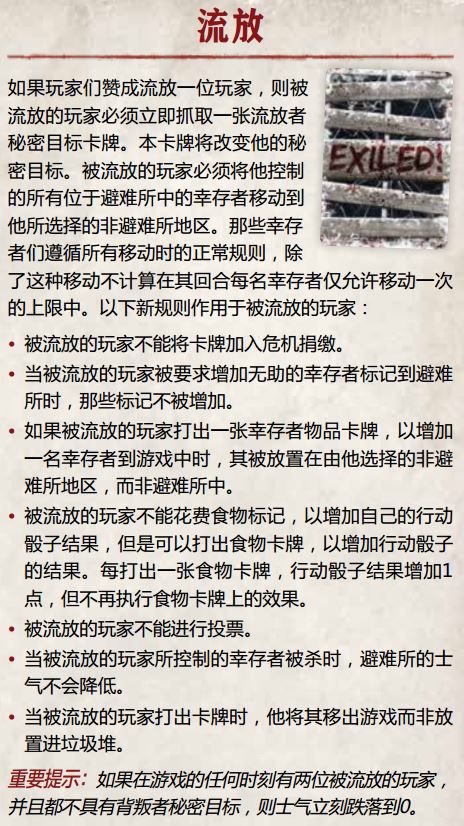 流放
如果玩家们赞成流放一位玩家，则被
流放的玩家必须立即抓取一张流放者
秘密目标卡牌。本卡牌将改变他的秘
密目标。被流放的玩家必须将他控制
的所有位于避难所中的幸存者移动到
他所选择的非避难所地区。那些幸存
者们遵循所有移动时的正常规则，除
了这种移动不计算在其回合每名幸存者仅允许移动一次
的上限中。以下新规则作用于被流放的玩家：
EXILED!
• 被流放的玩家不能将卡牌加入危机捐缴。
• 当被流放的玩家被要求增加无助的幸存者标记到避难
所时，那些标记不被增加。
• 如果被流放的玩家打出一张幸存者物品卡牌，以增加
一名幸存者到游戏中时，其被放置在由他选择的非避
难所地区，而非避难所中。
• 被流放的玩家不能花费食物标记，以增加自己的行动
骰子结果，但是可以打出食物卡牌，以增加行动骰子
的结果。每打出一张食物卡牌，行动骰子结果增加1
点，但不再执行食物卡牌上的效果。
• 被流放的玩家不能进行投票。
• 当被流放的玩家所控制的幸存者被杀时，避难所的士
气不会降低。
• 当被流放的玩家打出卡牌时，他将其移出游戏而非放
置进垃圾堆。
重要提示：如果在游戏的任何时刻有两位被流放的玩家，
并且都不具有背叛者秘密目标，则士气立刻跌落到0。